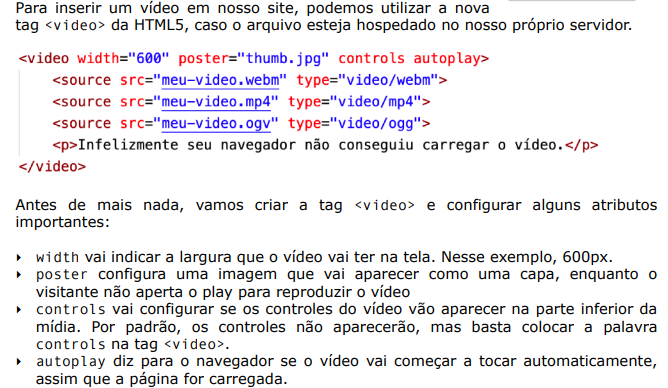 Para inserir um vídeo em nosso site, podemos utilizar a nova
tag <video> da HTML5, caso o arquivo esteja hospedado no nosso próprio servidor.
<video width="600" poster="thumb.jpg" controls autoplay>
<source src="meu-video.webm" type="video/webm">
<source src="meu-video.mp4" type="video/mp4">
<source src="meu-video.ogv" type="video/ogg">
<p>Infelizmente seu navegador não conseguiu carregar o vídeo.</p>
</video>
Antes de mais nada, vamos criar a tag <video> e configurar alguns atributos
importantes:
width vai indicar a largura que o vídeo vai ter na tela. Nesse exemplo, 600px.
poster configura uma imagem que vai aparecer como uma capa, enquanto o
visitante não aperta o play para reproduzir o vídeo
controls vai configurar se os controles do vídeo vão aparecer na parte inferior da
mídia. Por padrão, os controles não aparecerão, mas basta colocar a palavra
controls na tag <video>.
autoplay diz para o navegador se o vídeo vai começar a tocar automaticamente,
assim que a página for carregada.